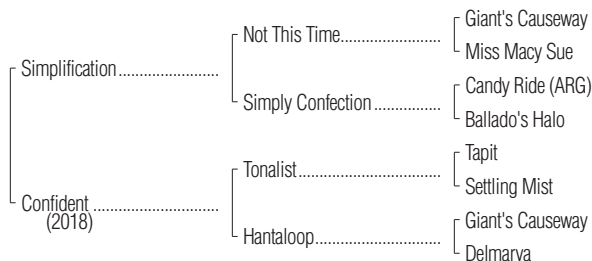 Giant's Causeway
Not This Time
Miss Macy Sue
Simplification
Candy Ride (ARG)
Simply Confection
Ballado's Halo
Tapit
Tonalist
Settling Mist
Confident
(2018)
Giant's Causeway
Hantaloop
Delmarva